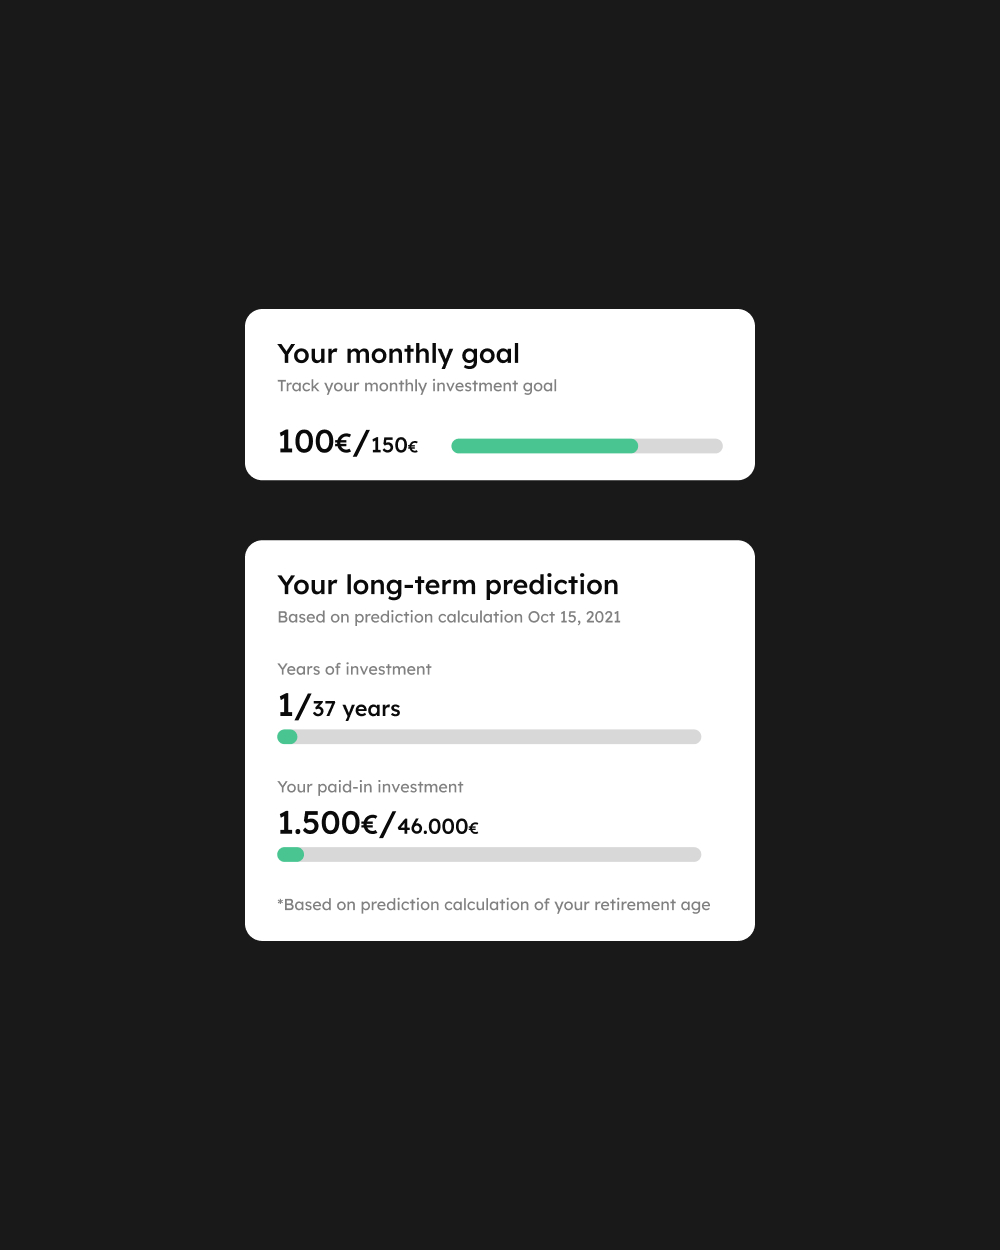 Your monthly goal
Track your monthly investment goal
100€/150€
Your long-term prediction
Based on prediction calculation Oct 15, 2021
Years of investment
1/37 years
Your paid-in investment
1.500€/46.000€
*Based on prediction calculation of your retirement age